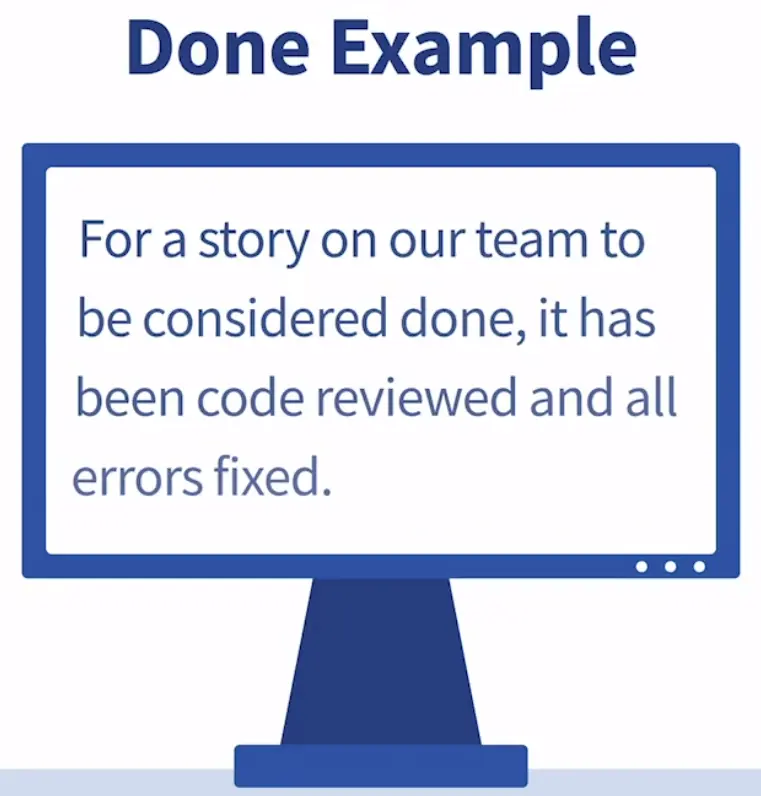 Done Example
For a story on our team to
be considered done, it has
been code reviewed and all
errors fixed.